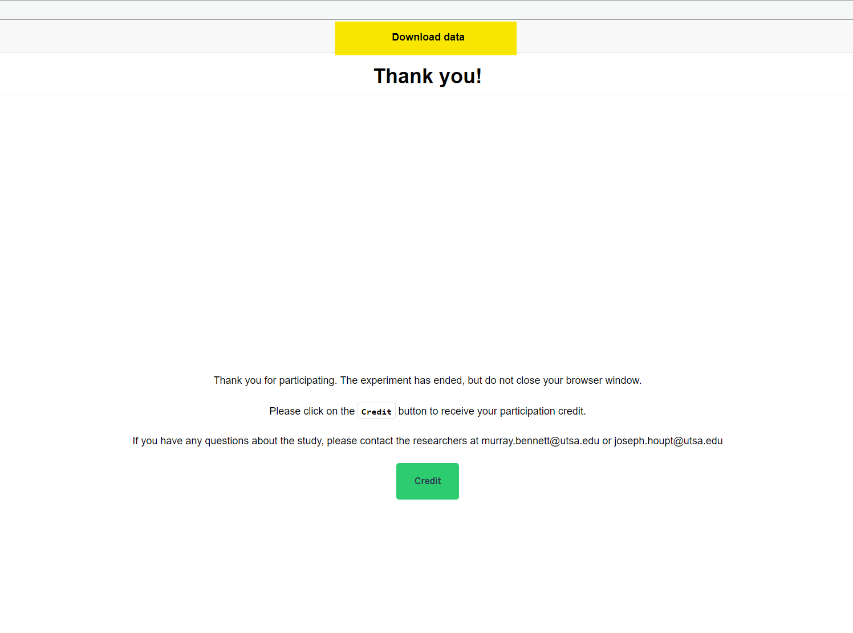 Download data
Thank you!
Thank you for participating. The experiment has ended, but do not close your browser window.
Please click on the Credit button to receive your participation credit.
If you have any questions about the study, please contact the researchers at murray.bennett@utsa.edu or joseph.houpt@utsa.edu
Credit